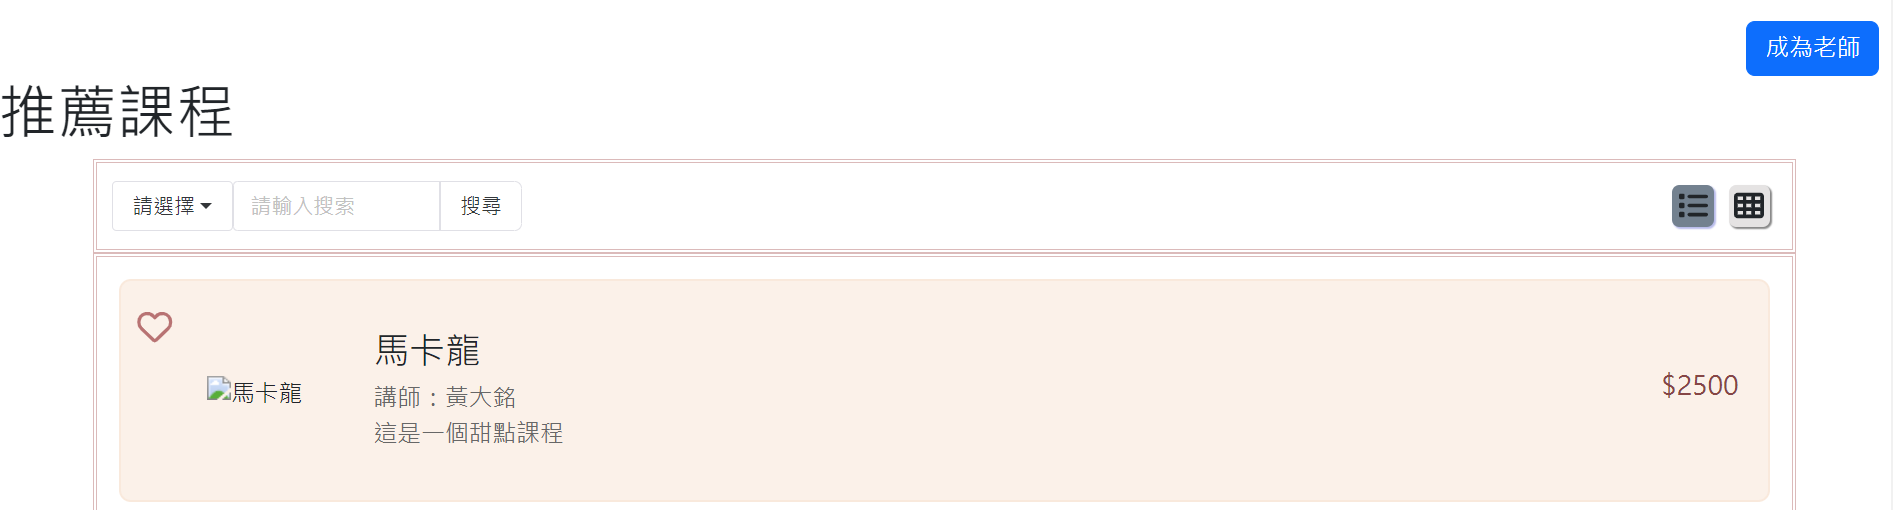 成為老師
推薦課程
請選擇
請輸入搜索
搜尋
馬卡龍
馬卡龍
講師：黃大銘
這是一個甜點課程
$2500